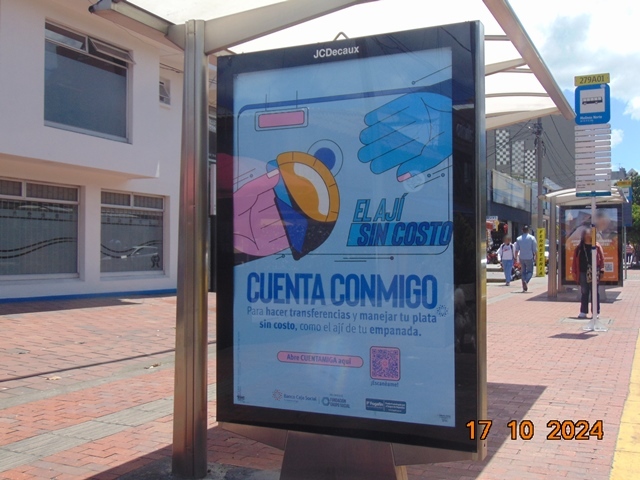 JCDecaux
279A01
EL AJÍ
SIN COSTO
CUENTA CONMIGO
Para hacer transferencias y manejar tu plata
sin costo, como el ají de tu empanada.
Abre CUENTAMIGA aquí
¡Escanéame!
Banco Caja Social
17 10 2024